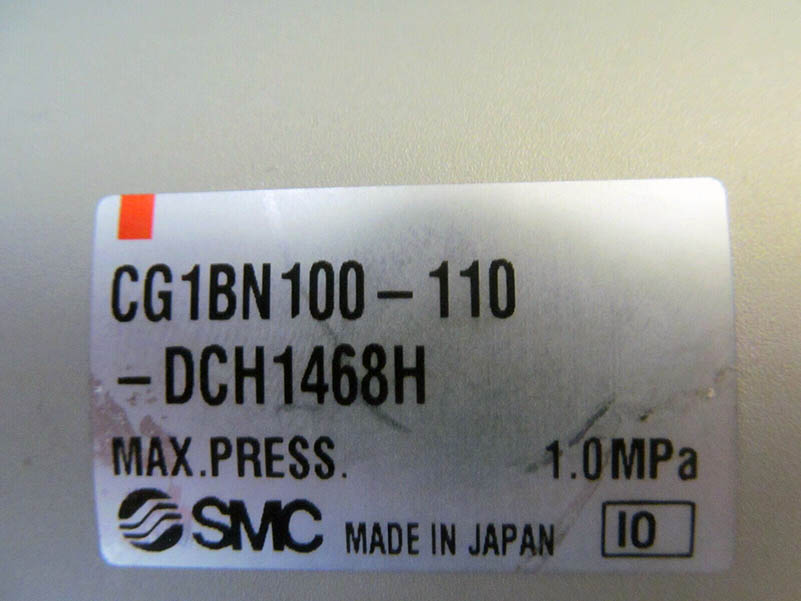 CG1BN100-110
-DCH1468H
MAX.PRESS. 1.0MPa
SMC MADE IN JAPAN IO